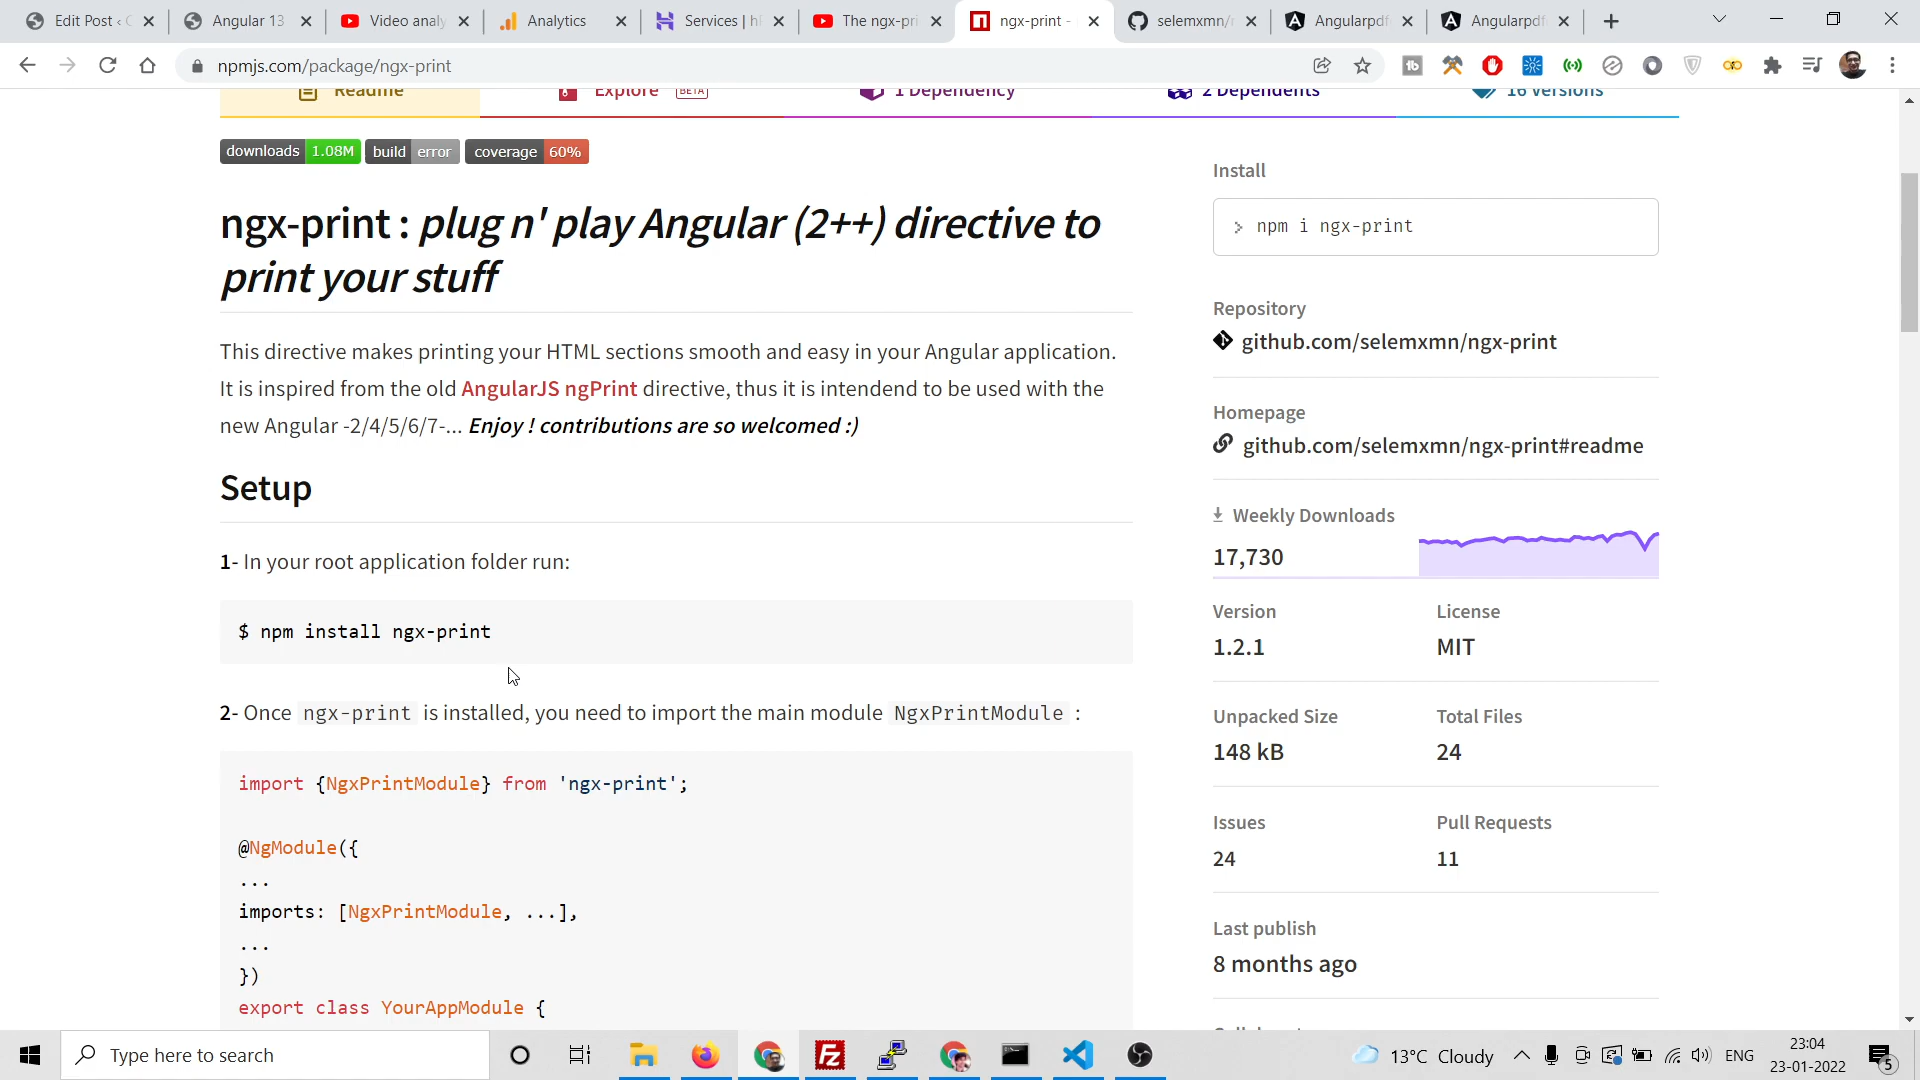 Edit Post ‹ C
Angular 13
Video analy
Analytics
Services | h
The ngx-pri
ngx-print -
selemxmn/
Angularpdf
Angularpdf
npmjs.com/package/ngx-print
Readme
Explore BETA
1 Dependency
2 Dependents
16 Versions
downloads 1.08M build error coverage 60%
ngx-print : plug n' play Angular (2++) directive to
print your stuff
This directive makes printing your HTML sections smooth and easy in your Angular application.
It is inspired from the old AngularJS ngPrint directive, thus it is intendend to be used with the
new Angular -2/4/5/6/7-... Enjoy ! contributions are so welcomed :)
Setup
1- In your root application folder run:
$ npm install ngx-print
2- Once ngx-print is installed, you need to import the main module NgxPrintModule :
import {NgxPrintModule} from 'ngx-print';
@NgModule({
...
imports: [NgxPrintModule, ...],
...
})
export class YourAppModule {
Install
> npm i ngx-print
Repository
github.com/selemxmn/ngx-print
Homepage
github.com/selemxmn/ngx-print#readme
Weekly Downloads
17,730
Version
License
1.2.1
MIT
Unpacked Size
Total Files
148 kB
24
Issues
Pull Requests
24
11
Last publish
8 months ago
Type here to search
13°C Cloudy
ENG
23:04
23-01-2022
5